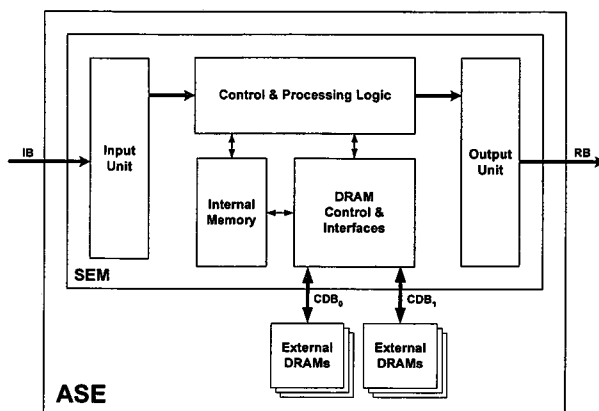 Control & Processing Logic
Input
Unit
Output
Unit
IB
RB
Internal
Memory
DRAM
Control &
Interfaces
SEM
CDB₀
CDB₁
External
DRAMs
External
DRAMs
ASE